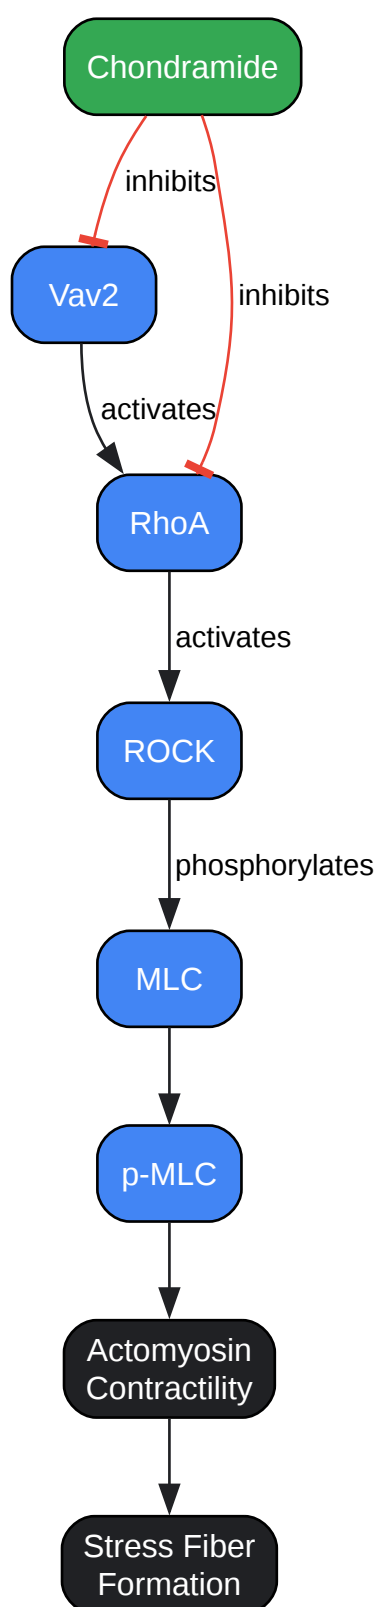 Chondramide
inhibits
Vav2
inhibits
activates
RhoA
activates
ROCK
phosphorylates
MLC
p-MLC
Actomyosin
Contractility
Stress Fiber
Formation